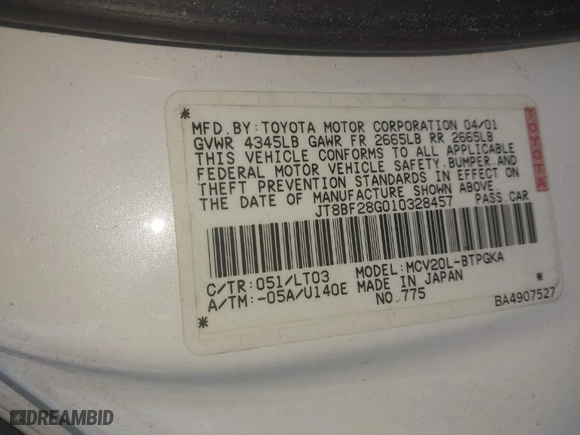 MFD. BY: TOYOTA MOTOR CORPORATION 04/01
GVWR 4345LB GAWR FR 2665LB RR 2665LB
THIS VEHICLE CONFORMS TO ALL APPLICABLE
FEDERAL MOTOR VEHICLE SAFETY, BUMPER, AND
THEFT PREVENTION STANDARDS IN EFFECT ON
THE DATE OF MANUFACTURE SHOWN ABOVE.
JT8BF28G010328457 PASS. CAR
TOYOTA
C/TR: 051/LT03 MODEL: MCV20L-BTPGKA
A/TM: -05A/U140E MADE IN JAPAN
NO. 775
BA4907527
DREAMBID